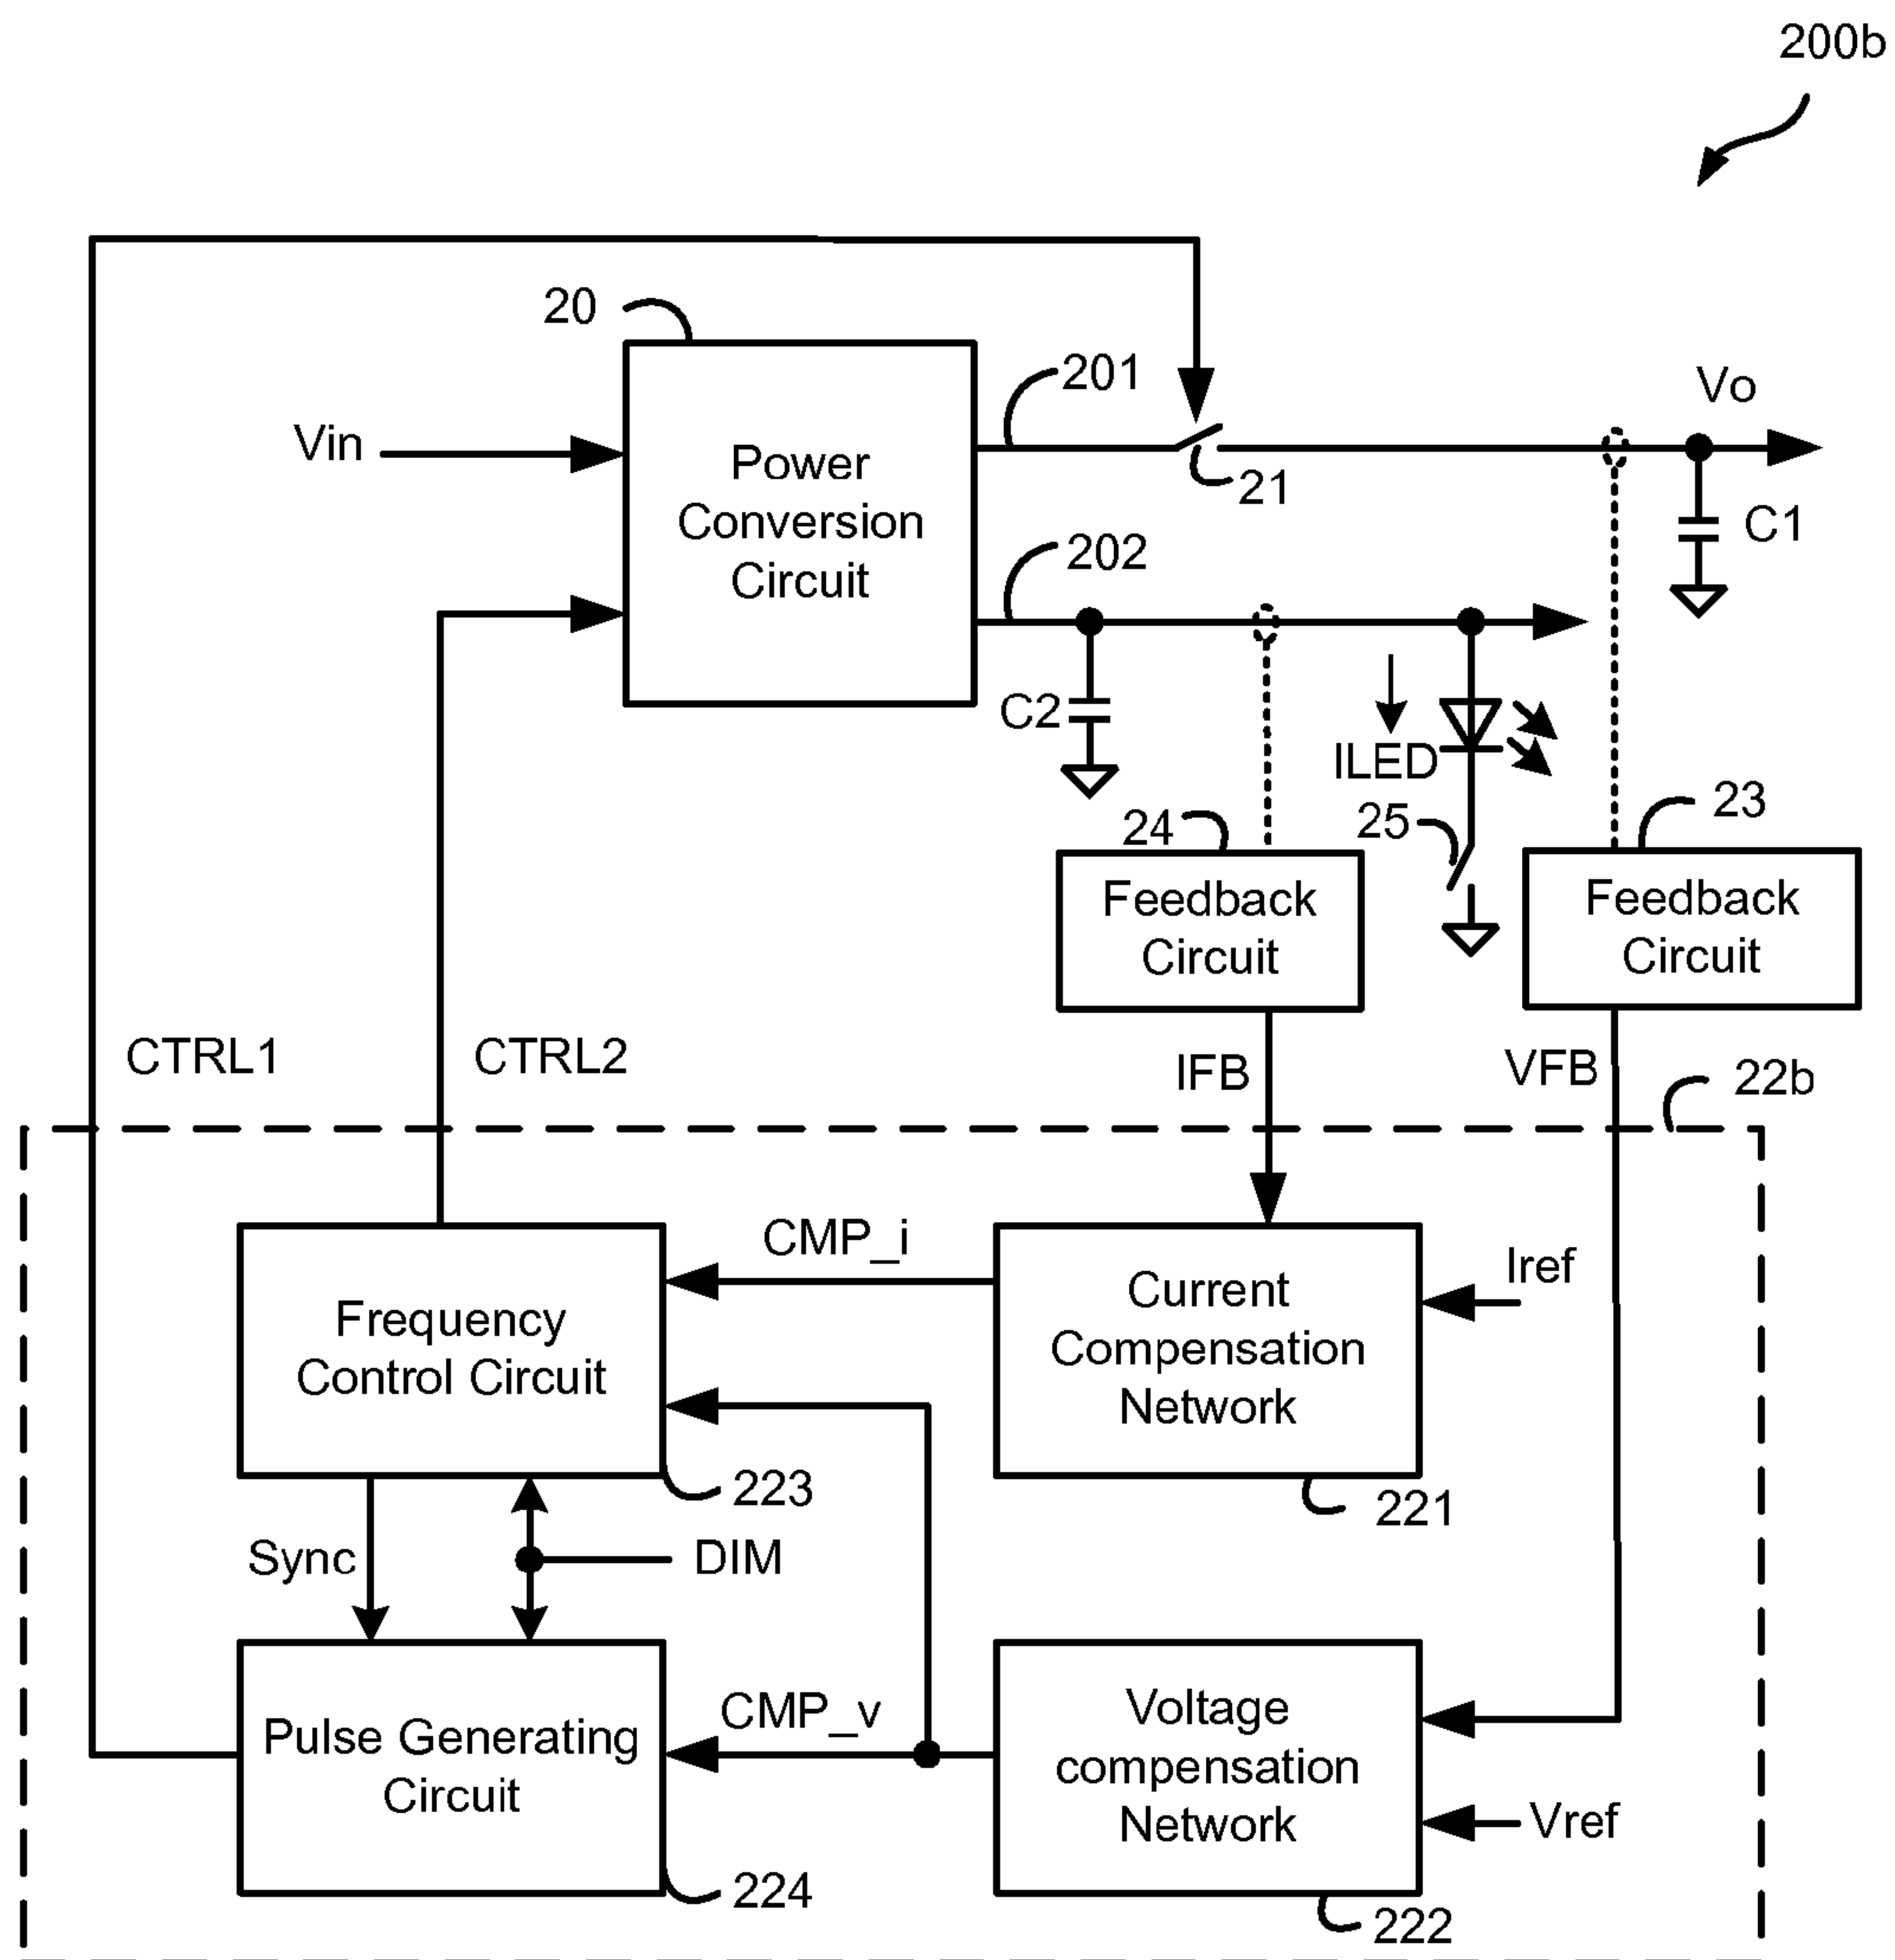 200b
20
201
Vo
Vin
Power
Conversion
Circuit
21
C1
202
C2
ILED
24
25
23
Feedback
Circuit
Feedback
Circuit
CTRL1
CTRL2
IFB
VFB
22b
CMP_i
Iref
Frequency
Control Circuit
Current
Compensation
Network
223
221
Sync
DIM
CMP_v
Pulse Generating
Circuit
Voltage
compensation
Network
Vref
224
222